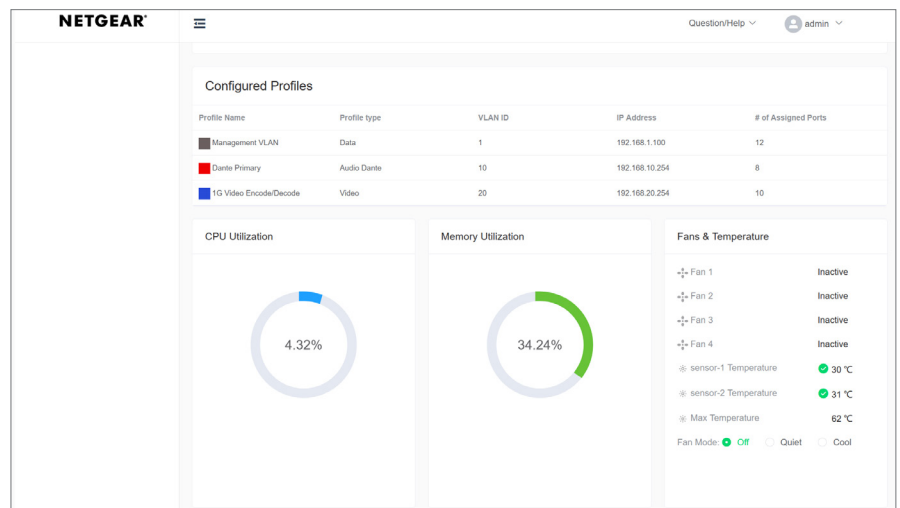 NETGEAR®
Question/Help
admin
Configured Profiles
Profile Name Profile type VLAN ID IP Address # of Assigned Ports
Management VLAN Data 1 192.168.1.100 12
Dante Primary Audio Dante 10 192.168.10.254 8
1G Video Encode/Decode Video 20 192.168.20.254 10
CPU Utilization
4.32%
Memory Utilization
34.24%
Fans & Temperature
Fan 1 Inactive
Fan 2 Inactive
Fan 3 Inactive
Fan 4 Inactive
sensor-1 Temperature 30 ℃
sensor-2 Temperature 31 ℃
Max Temperature 62 ℃
Fan Mode: Off Quiet Cool